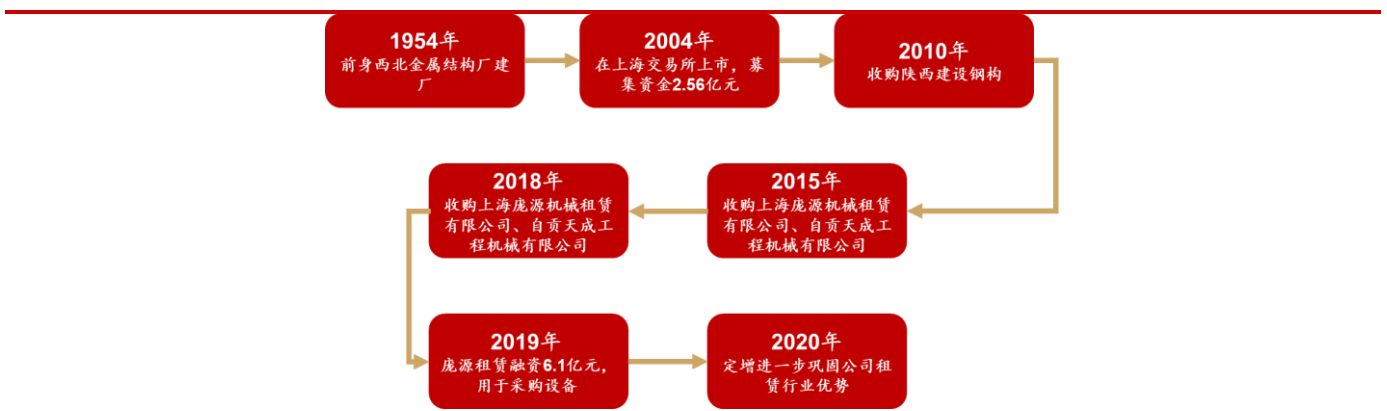 1954年
前身西北金属结构厂建
厂
2004年
在上海交易所上市，募
集资金2.56亿元
2010年
收购陕西建设钢构
2015年
收购上海庞源机械租赁
有限公司、自贡天成工
程机械有限公司
2018年
收购上海庞源机械租赁
有限公司、自贡天成工
程机械有限公司
2019年
庞源租赁融资6.1亿元，
用于采购设备
2020年
定增进一步巩固公司租
赁行业优势